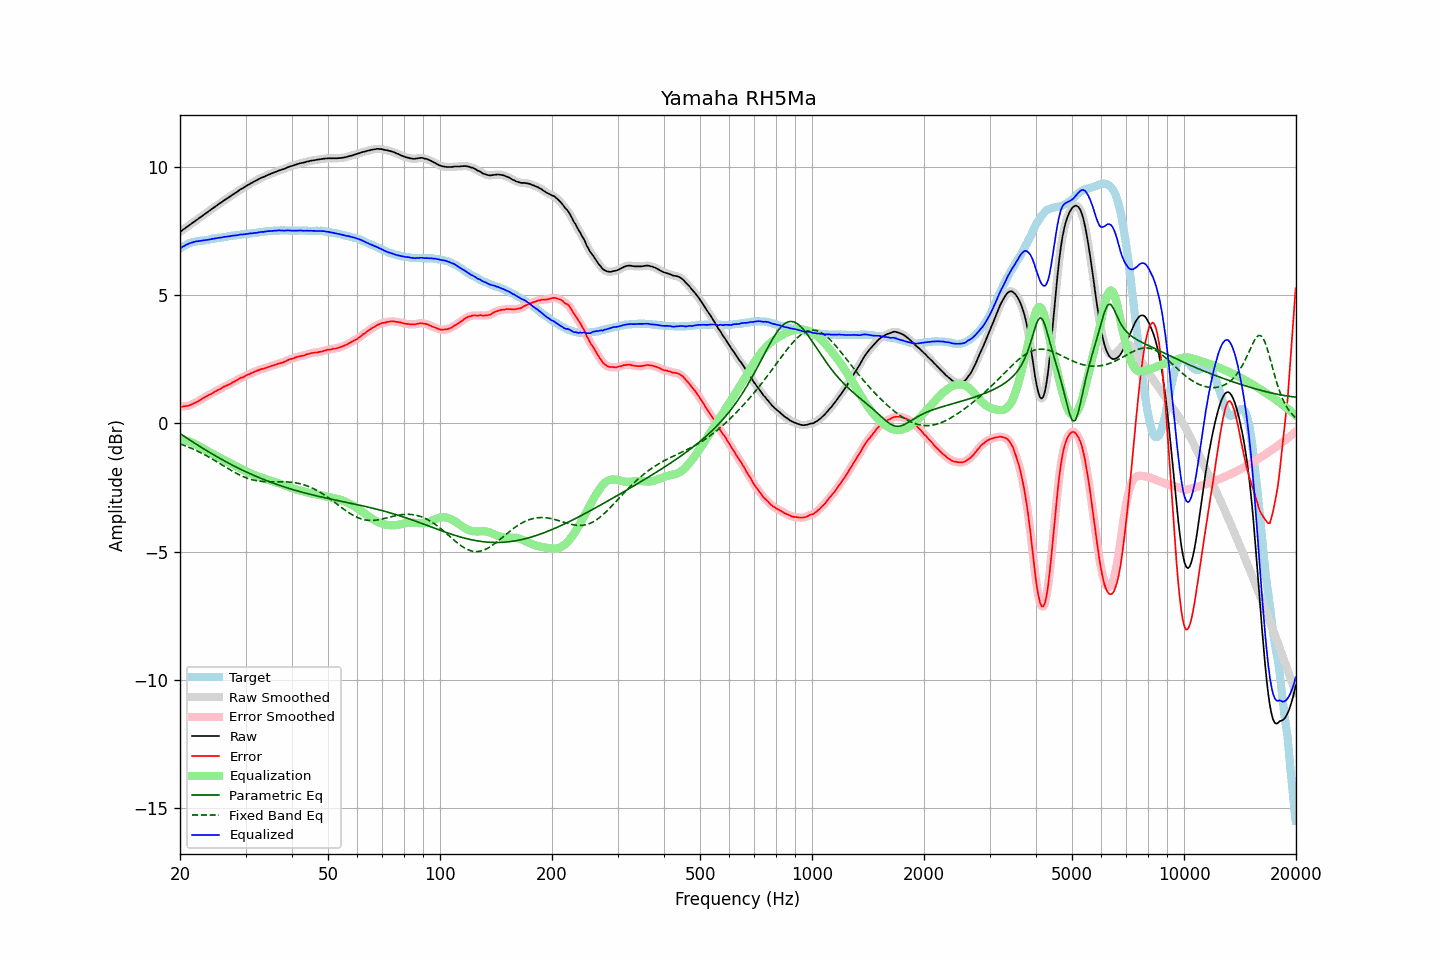 Yamaha RH5Ma
Amplitude (dBr)
10
5
0
−5
−10
−15
Target
Raw Smoothed
Error Smoothed
Raw
Error
Equalization
Parametric Eq
Fixed Band Eq
Equalized
20 50 100 200 500 1000 2000 5000 10000 20000
Frequency (Hz)